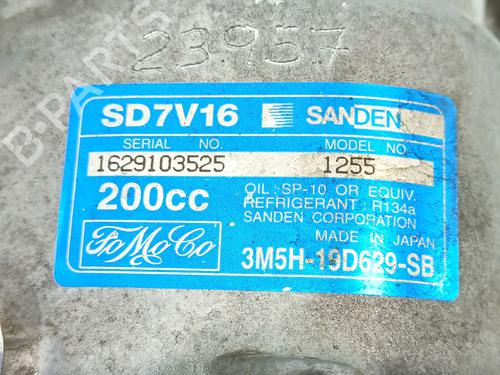 23957
SD7V16 SANDEN
SERIAL NO. MODEL NO
1629103525 1255
200cc
OIL : SP-10 OR EQUIV.
REFRIGERANT : R134a
SANDEN CORPORATION
MADE IN JAPAN
FoMoCo
3M5H-19D629-SB
B-PARTS